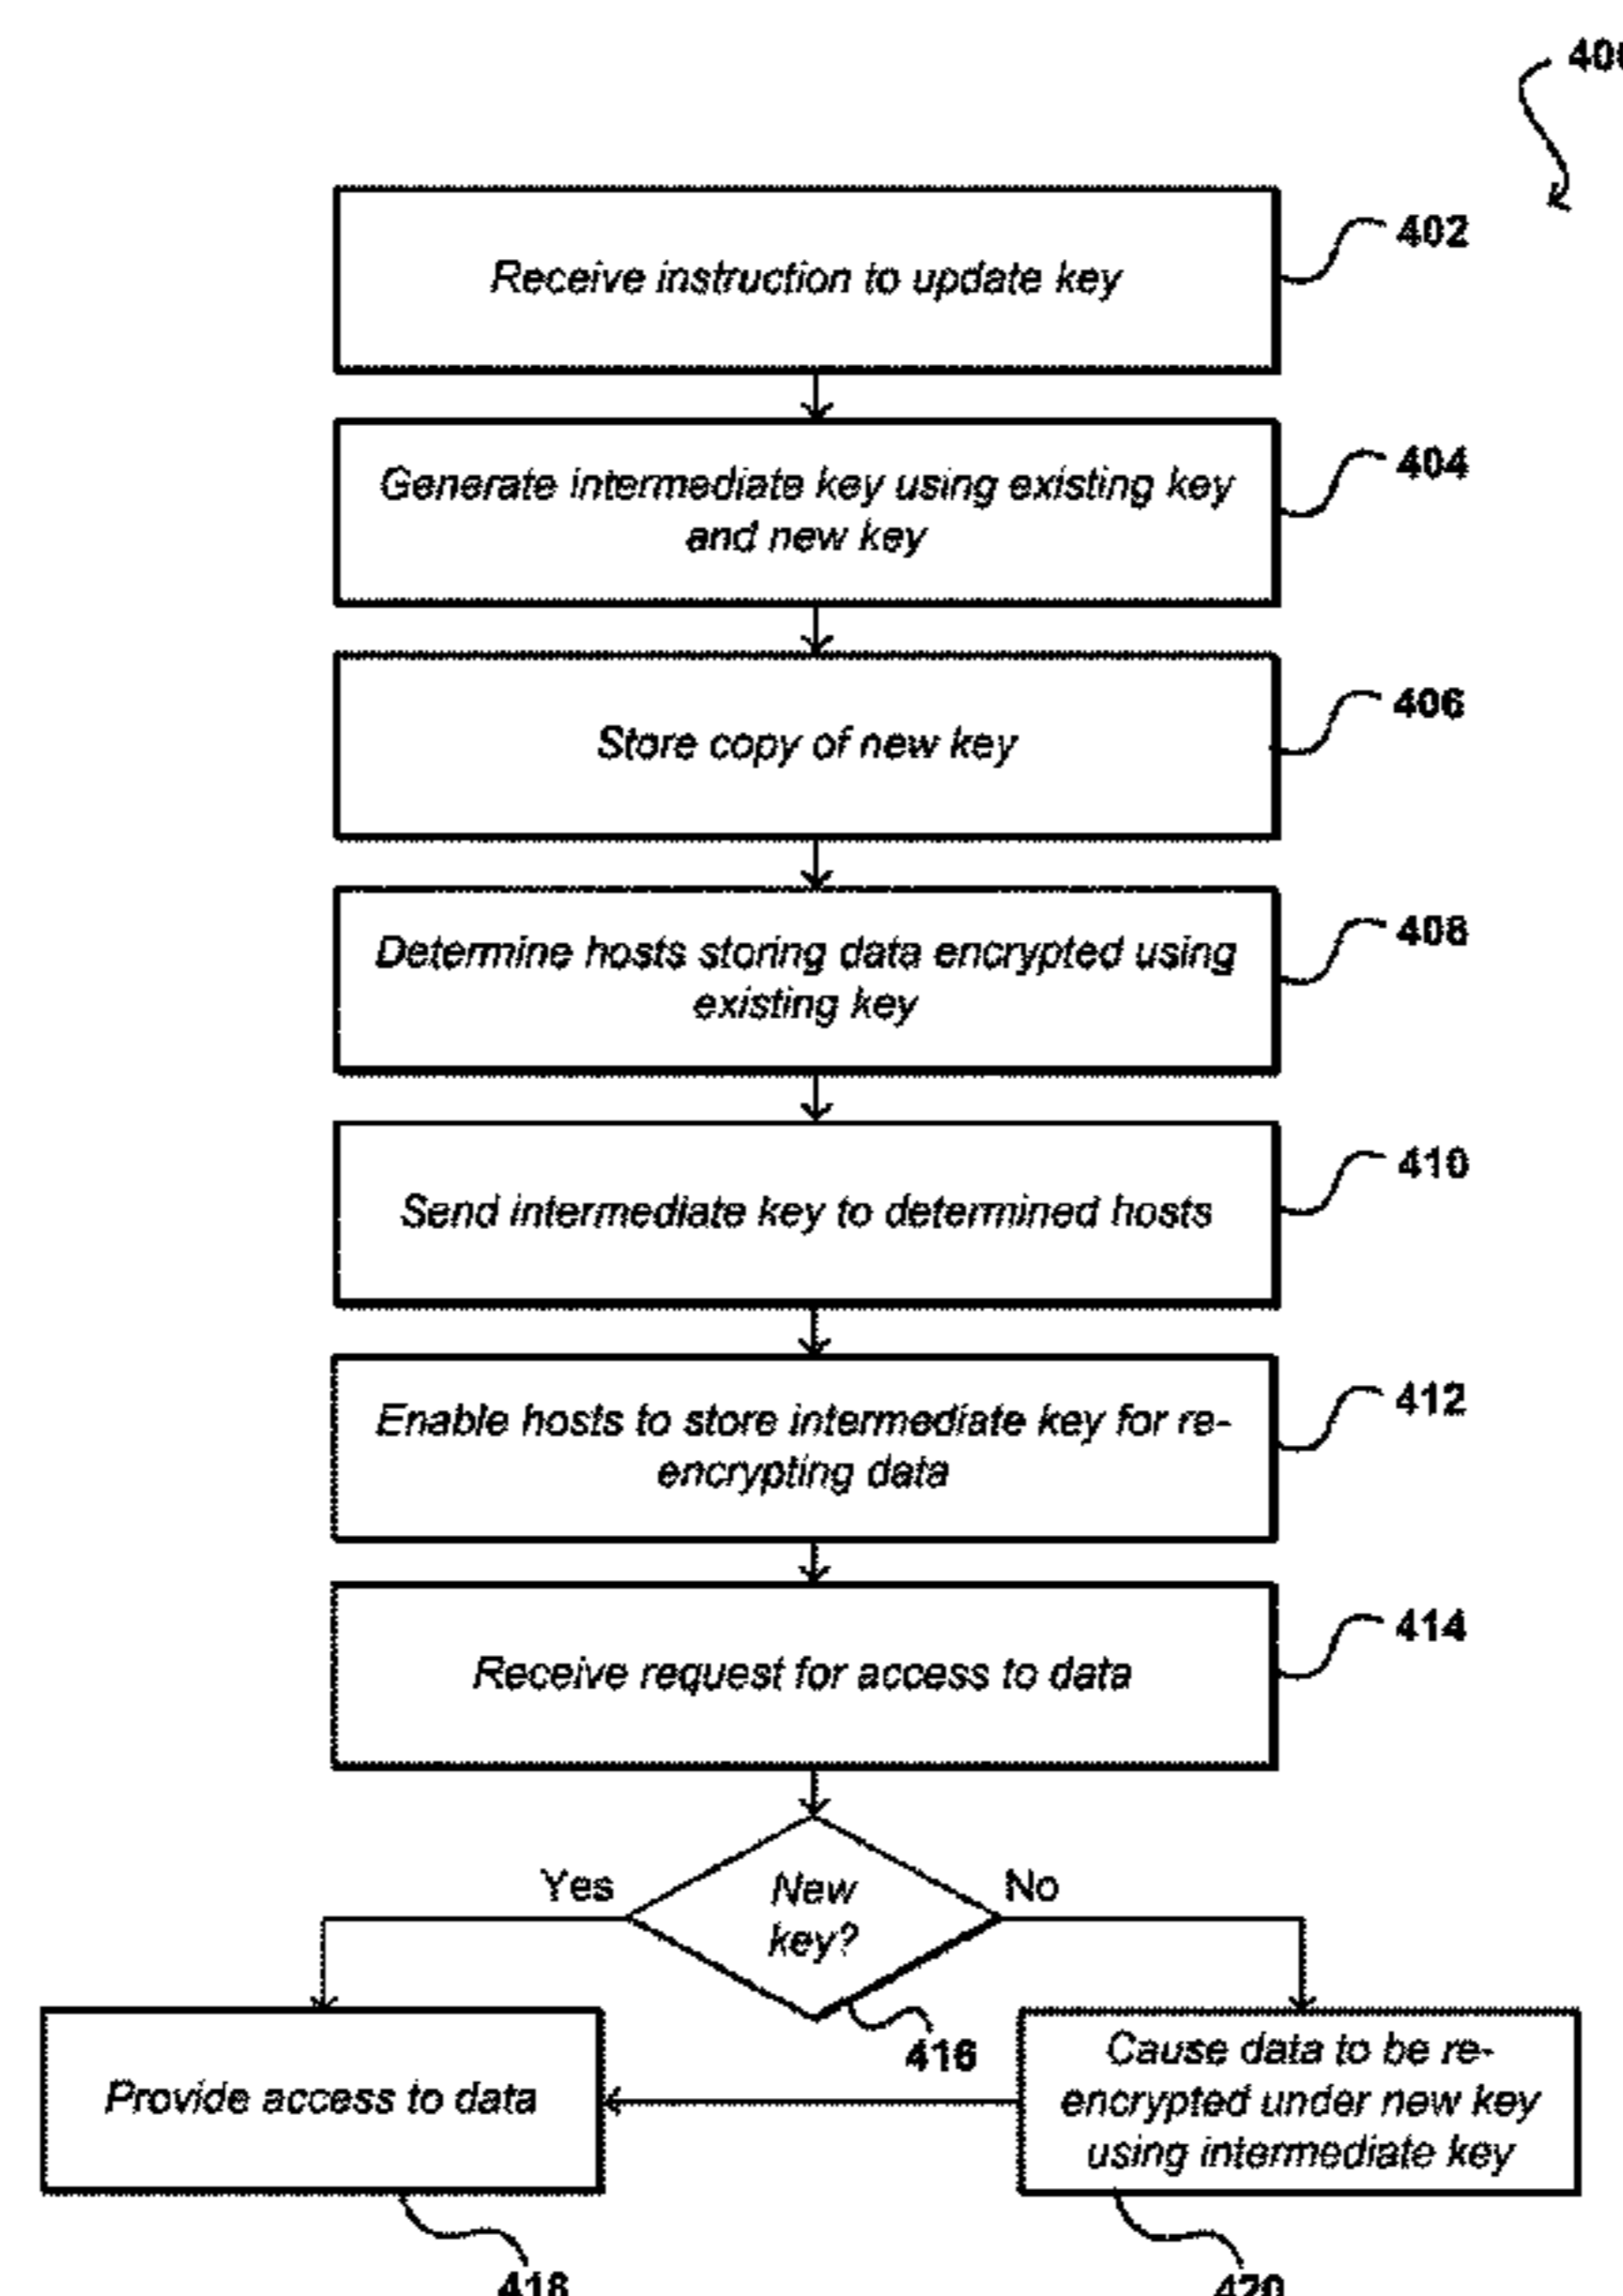 400
402
Receive instruction to update key
404
Generate intermediate key using existing key
and new key
406
Store copy of new key
408
Determine hosts storing data encrypted using
existing key
410
Send intermediate key to determined hosts
412
Enable hosts to store intermediate key for re-
encrypting data
414
Receive request for access to data
Yes
New
key?
No
416
Provide access to data
Cause data to be re-
encrypted under new key
using intermediate key
418
420